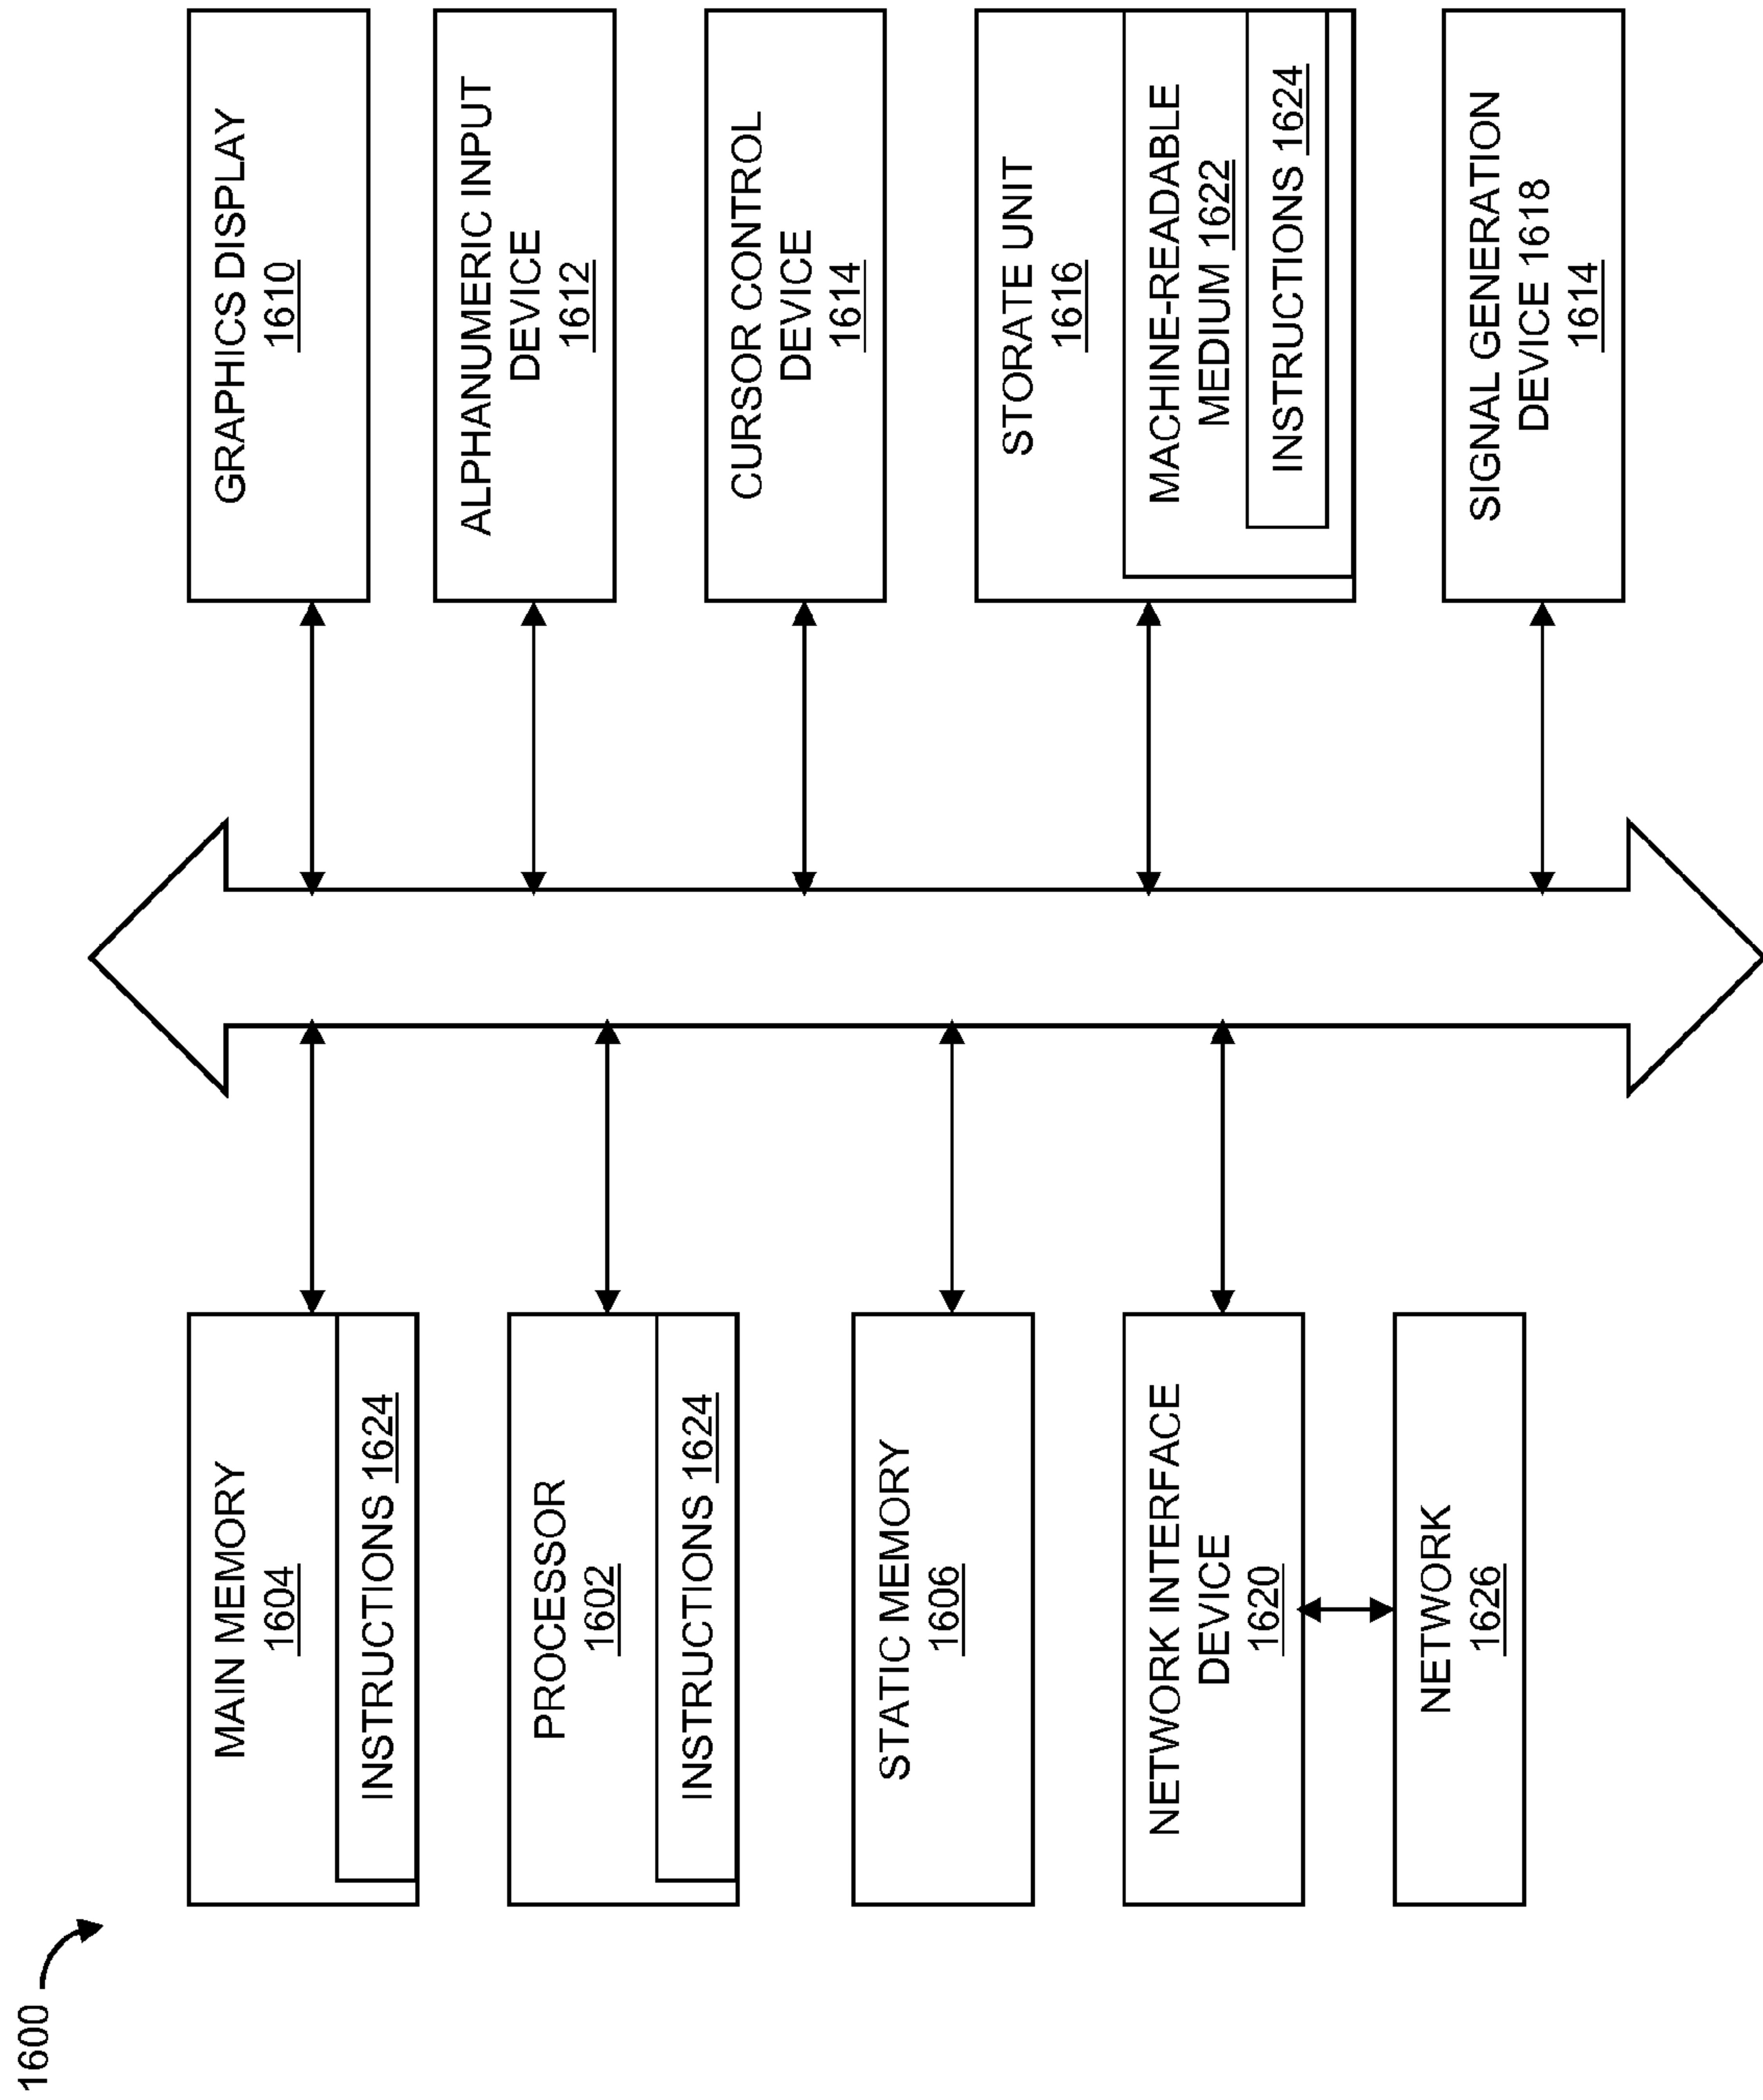 1600
MAIN MEMORY
1604
INSTRUCTIONS 1624
PROCESSOR
1602
INSTRUCTIONS 1624
STATIC MEMORY
1606
NETWORK INTERFACE
DEVICE
1620
NETWORK
1626
GRAPHICS DISPLAY
1610
ALPHANUMERIC INPUT
DEVICE
1612
CURSOR CONTROL
DEVICE
1614
STORATE UNIT
1616
MACHINE-READABLE
MEDIUM 1622
INSTRUCTIONS 1624
SIGNAL GENERATION
DEVICE 1618
1614